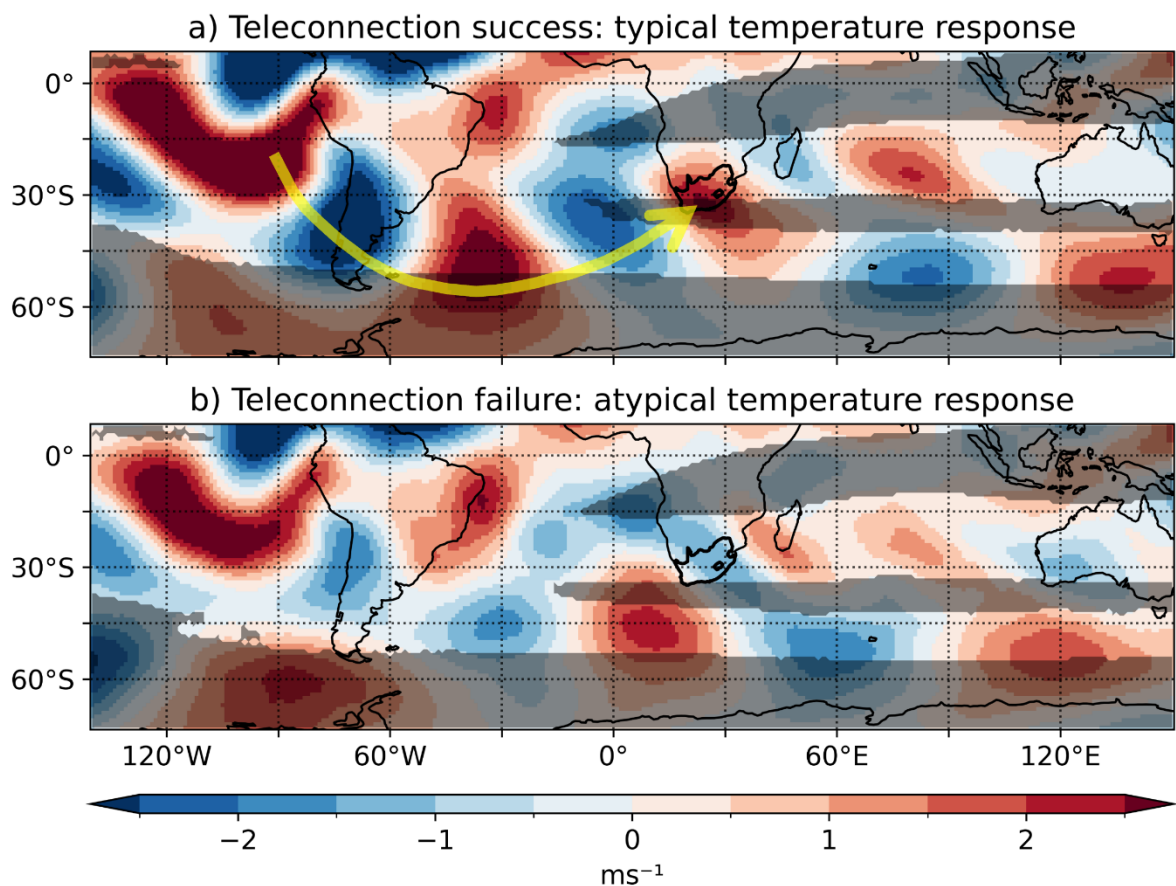 a) Teleconnection success: typical temperature response
0°
30°S
60°S
b) Teleconnection failure: atypical temperature response
0°
30°S
60°S
120°W 60°W 0° 60°E 120°E
−2 −1 0 1 2
ms⁻¹